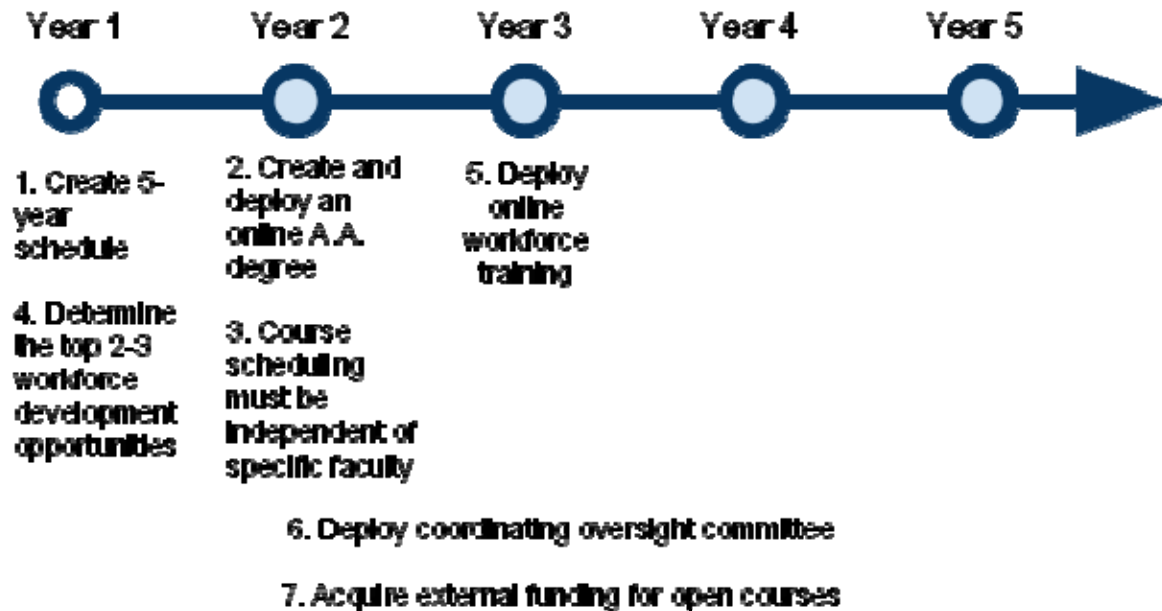 Year 1 Year 2 Year 3 Year 4 Year 5
1. Create 5-
year
schedule
4. Determine
the top 2-3
workforce
development
opportunities
2. Create and
deploy an
online A.A.
degree
3. Course
scheduling
must be
independent of
specific faculty
5. Deploy
online
workforce
training
6. Deploy coordinating oversight committee
7. Acquire external funding for open courses